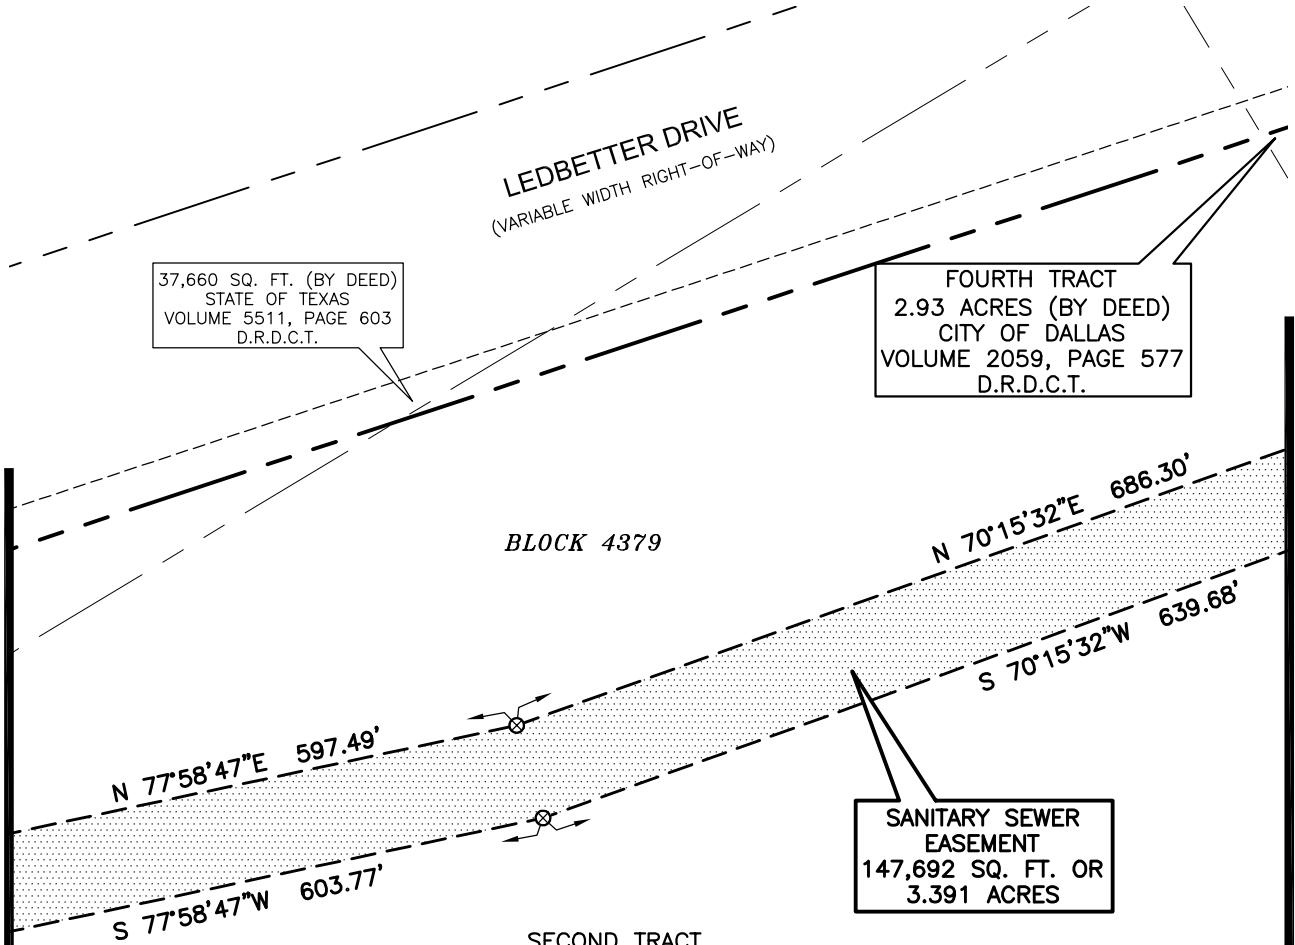 LEDBETTER DRIVE
(VARIABLE WIDTH RIGHT-OF-WAY)
37,660 SQ. FT. (BY DEED)
STATE OF TEXAS
VOLUME 5511, PAGE 603
D.R.D.C.T.
FOURTH TRACT
2.93 ACRES (BY DEED)
CITY OF DALLAS
VOLUME 2059, PAGE 577
D.R.D.C.T.
BLOCK 4379
N 70°15'32"E 686.30'
S 70°15'32"W 639.68'
N 77°58'47"E 597.49'
S 77°58'47"W 603.77'
SANITARY SEWER
EASEMENT
147,692 SQ. FT. OR
3.391 ACRES
SECOND TRACT